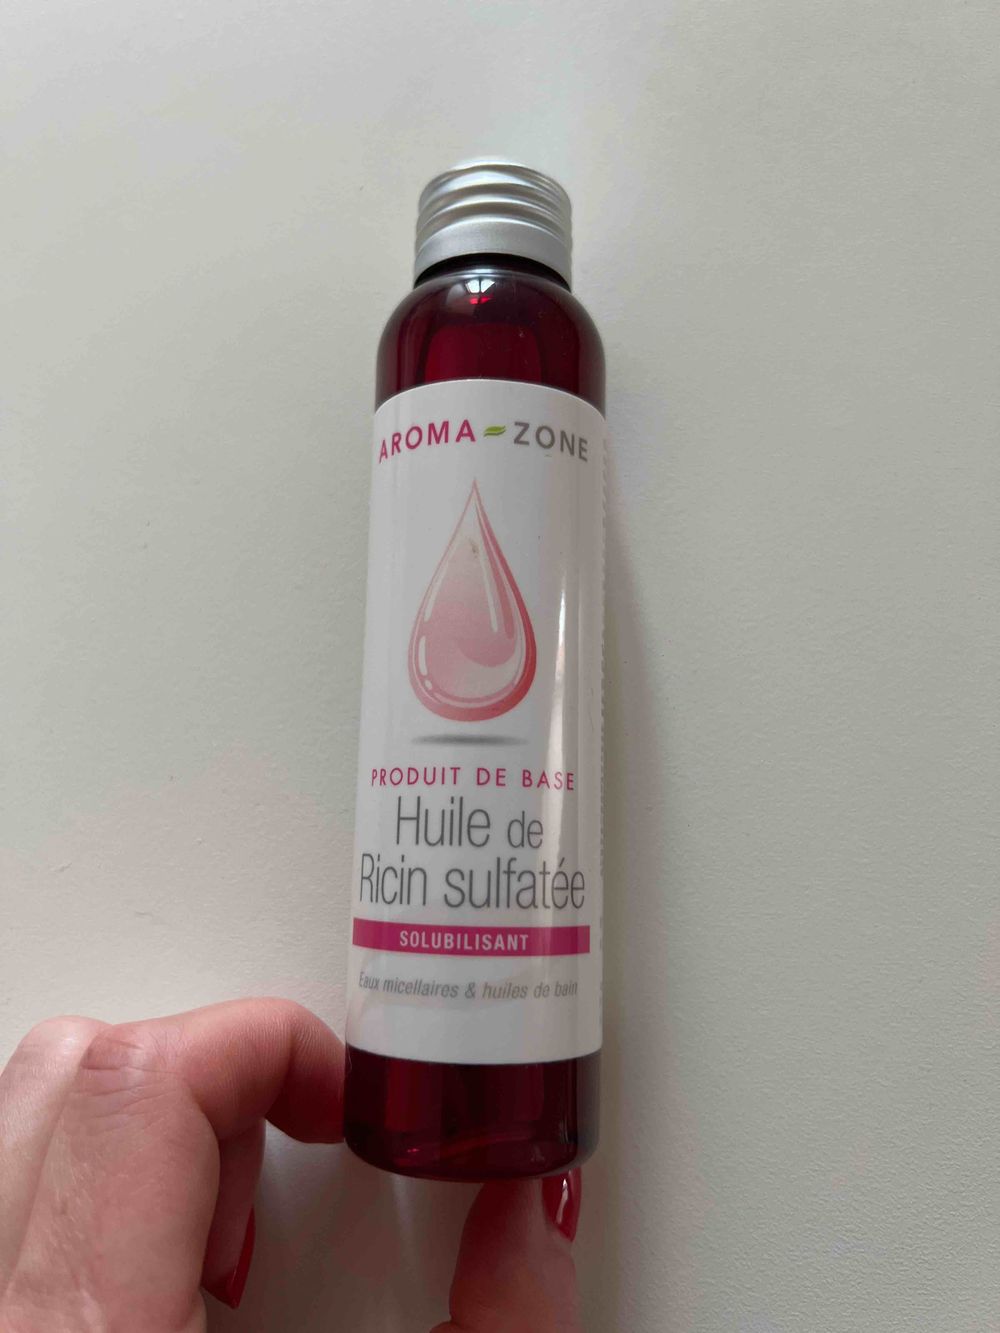 AROMA ZONE
PRODUIT DE BASE
Huile de
Ricin sulfatée
SOLUBILISANT
Eaux micellaires & huiles de bain